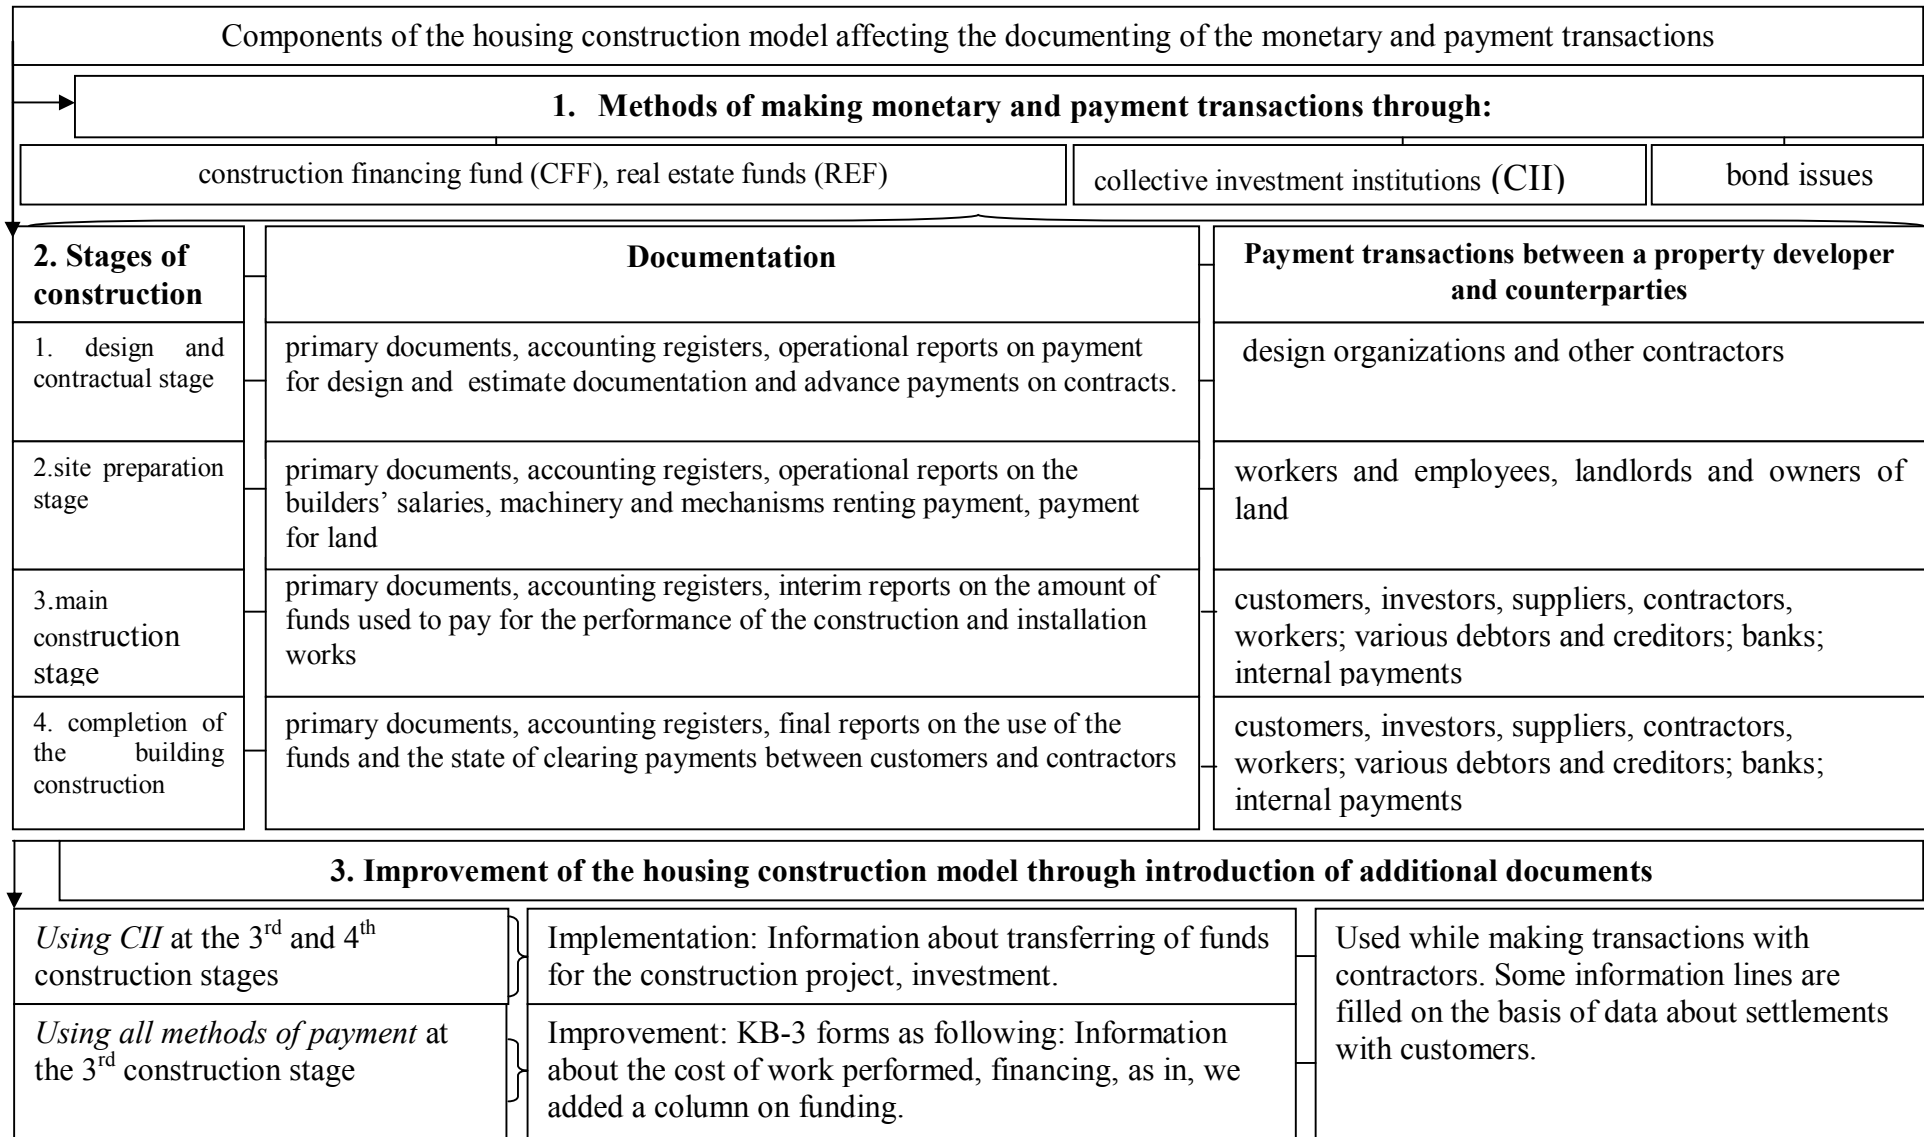 Components of the housing construction model affecting the documenting of the monetary and payment transactions
1. Methods of making monetary and payment transactions through:
construction financing fund (CFF), real estate funds (REF)
collective investment institutions (CII)
bond issues
2. Stages of
construction
Documentation
Payment transactions between a property developer
and counterparties
1. design and
contractual stage
primary documents, accounting registers, operational reports on payment
for design and estimate documentation and advance payments on contracts.
design organizations and other contractors
2.site preparation
stage
primary documents, accounting registers, operational reports on the
builders’ salaries, machinery and mechanisms renting payment, payment
for land
workers and employees, landlords and owners of
land
3.main
construction
stage
primary documents, accounting registers, interim reports on the amount of
funds used to pay for the performance of the construction and installation
works
customers, investors, suppliers, contractors,
workers; various debtors and creditors; banks;
internal payments
4. completion of
the building
construction
primary documents, accounting registers, final reports on the use of the
funds and the state of clearing payments between customers and contractors
customers, investors, suppliers, contractors,
workers; various debtors and creditors; banks;
internal payments
3. Improvement of the housing construction model through introduction of additional documents
Using CII at the 3rd and 4th
construction stages
Implementation: Information about transferring of funds
for the construction project, investment.
Used while making transactions with
contractors. Some information lines are
filled on the basis of data about settlements
with customers.
Using all methods of payment at
the 3rd construction stage
Improvement: KB-3 forms as following: Information
about the cost of work performed, financing, as in, we
added a column on funding.